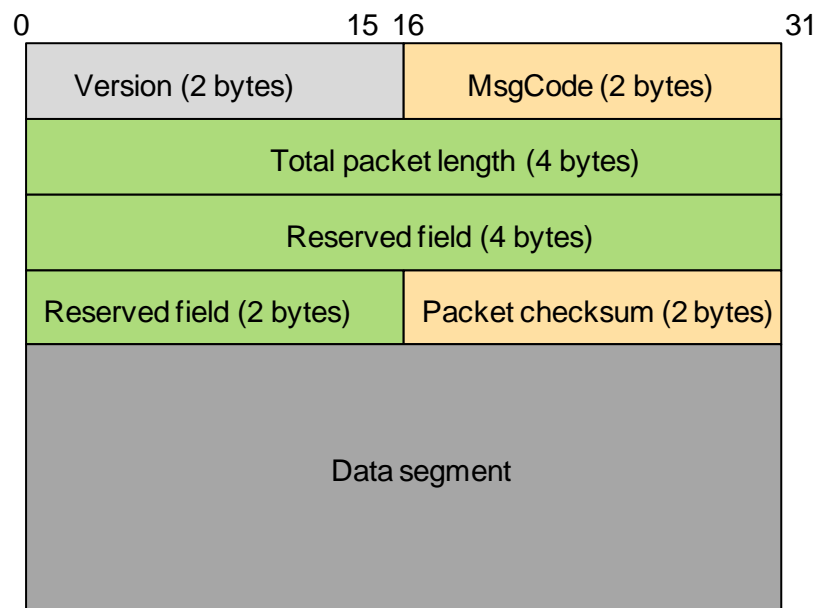 0 15 16 31
Version (2 bytes) MsgCode (2 bytes)
Total packet length (4 bytes)
Reserved field (4 bytes)
Reserved field (2 bytes) Packet checksum (2 bytes)
Data segment